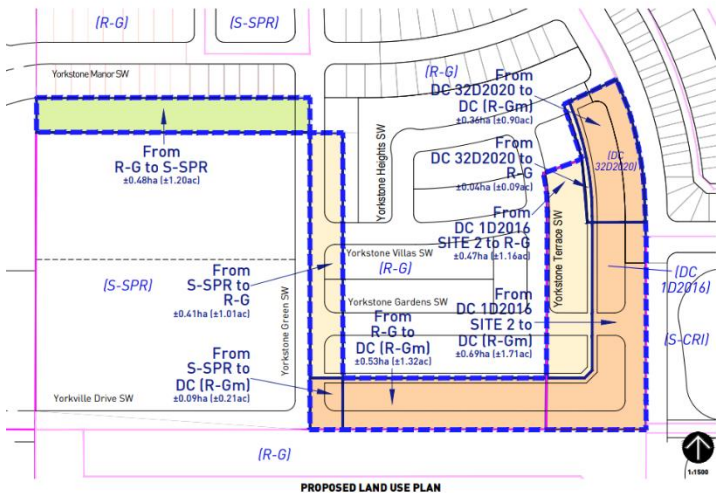 (R-G)
(S-SPR)
Yorkstone Manor SW
(R-G)
From
DC 32D2020 to
DC (R-Gm)
±0.36ha (±0.90ac)
From
R-G to S-SPR
±0.48ha (±1.20ac)
Yorkstone Heights SW
From
DC 32D2020 to
R-G
±0.04ha (±0.09ac)
(DC
32D2020)
From
DC 1D2016
SITE 2 to R-G
±0.47ha (±1.16ac)
Yorkstone Terrace SW
Yorkstone Villas SW
(R-G)
(S-SPR)
From
S-SPR to
R-G
±0.41ha (±1.01ac)
Yorkstone Green SW
Yorkstone Gardens SW
From
DC 1D2016
SITE 2 to
DC (R-Gm)
±0.69ha (±1.71ac)
(DC
1D2016)
(S-CRI)
From
R-G to
DC (R-Gm)
±0.53ha (±1.32ac)
From
S-SPR to
DC (R-Gm)
±0.09ha (±0.21ac)
Yorkville Drive SW
(R-G)
1:1500
PROPOSED LAND USE PLAN